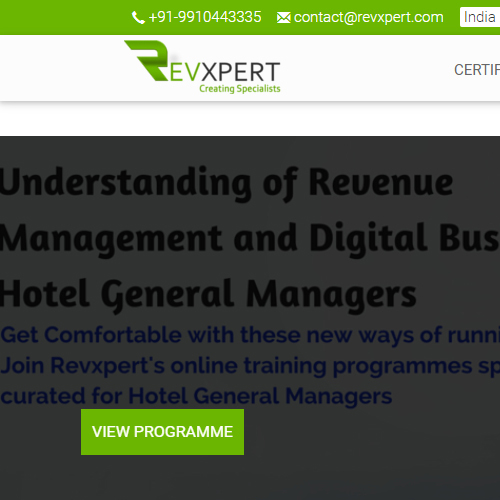 +91-9910443335 contact@revxpert.com India
REVXPERT
Creating Specialists
CERTIF
Understanding of Revenue
Management and Digital Bus
Hotel General Managers
Get Comfortable with these new ways of runni
Join Revxpert's online training programmes sp
curated for Hotel General Managers
VIEW PROGRAMME